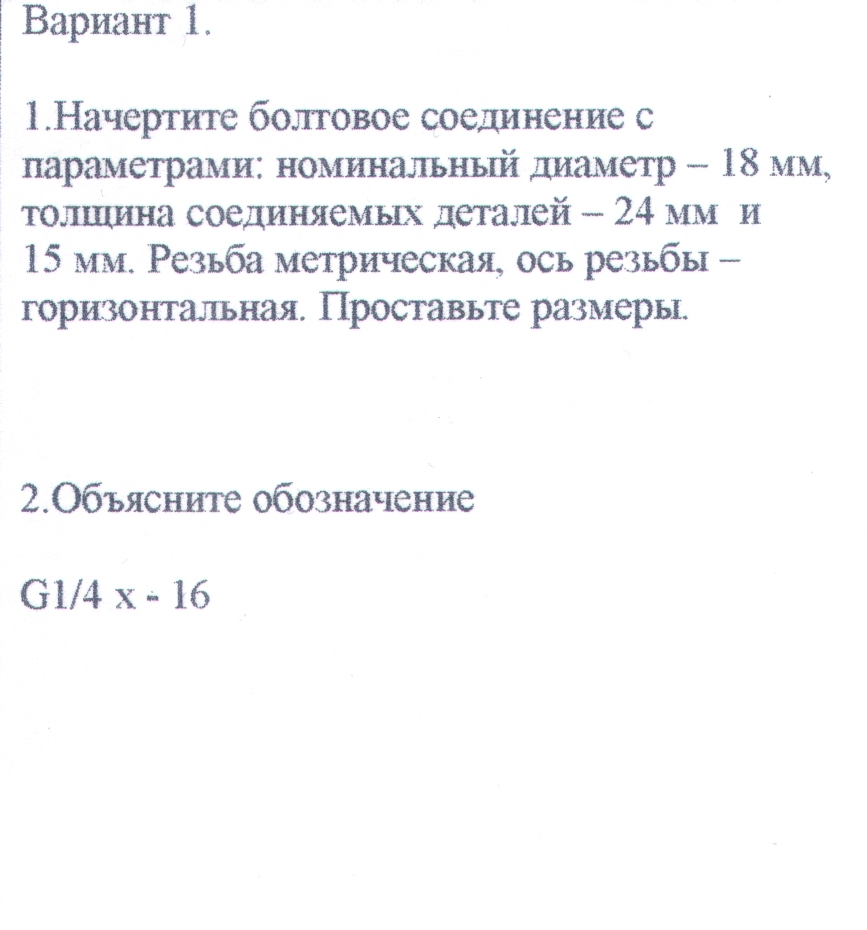 Вариант 1.
1.Начертите болтовое соединение с
параметрами: номинальный диаметр – 18 мм,
толщина соединяемых деталей – 24 мм и
15 мм. Резьба метрическая, ось резьбы –
горизонтальная. Проставьте размеры.
2.Объясните обозначение
G1/4 х - 16